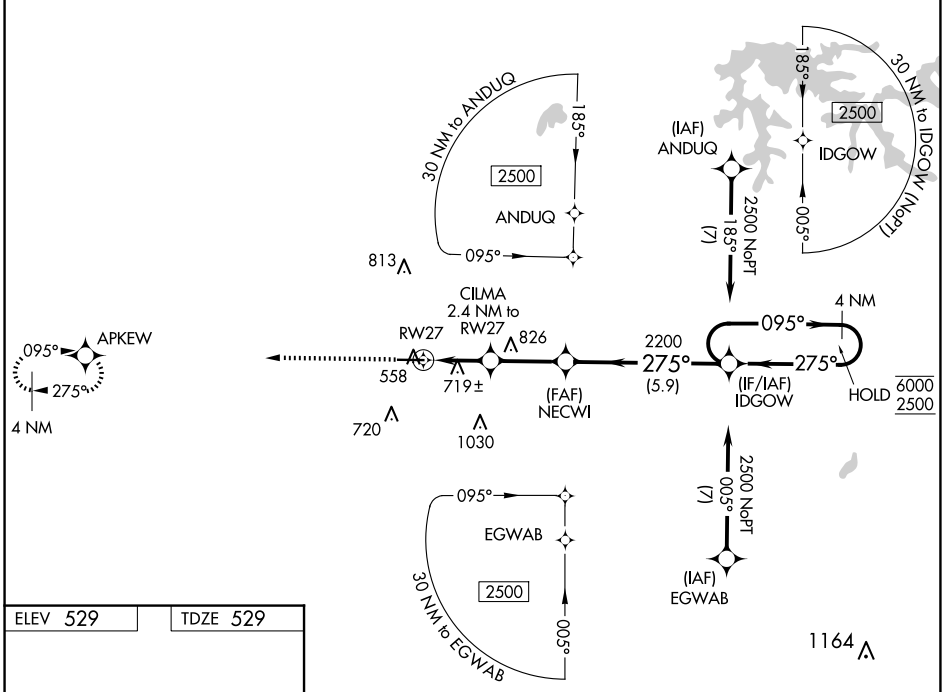 30 NM to ANDUQ
185°
2500
ANDUQ
095°
185°
30 NM to IDGOW (NoPT)
2500
IDGOW
005°
(IAF)
ANDUQ
2500 NoPT
185°
(7)
813
CILMA
2.4 NM to
RW27
RW27
826
558
719±
720
1030
(FAF)
NECWI
2200
275°
(5.9)
(IF/IAF)
IDGOW
095°
275°
4 NM
HOLD
6000
2500
APKEW
095°
275°
4 NM
2500 NoPT
005°
(7)
(IAF)
EGWAB
095°
EGWAB
2500
005°
30 NM to EGWAB
1164
ELEV 529
TDZE 529